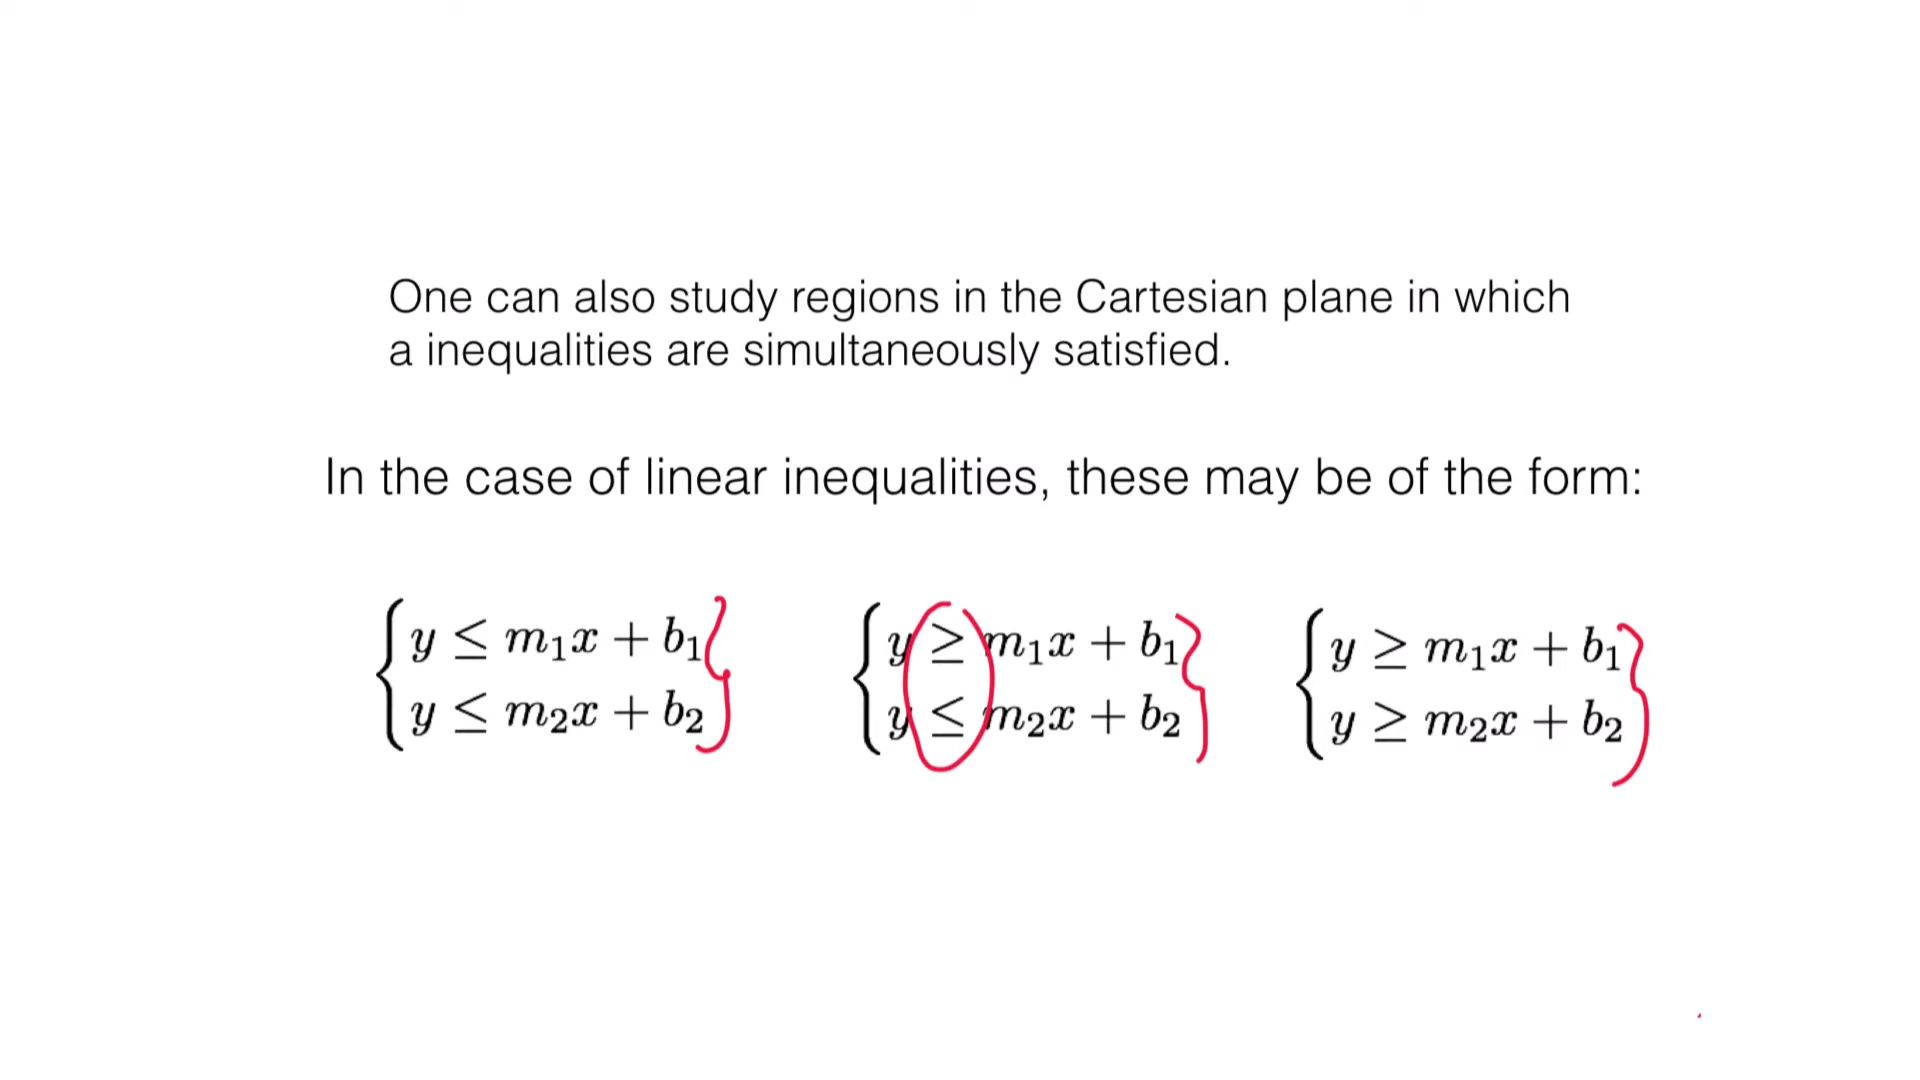 One can also study regions in the Cartesian plane in which
a inequalities are simultaneously satisfied.
In the case of linear inequalities, these may be of the form:
{ y ≤ m₁x + b₁
y ≤ m₂x + b₂
{ y ≥ m₁x + b₁
y ≤ m₂x + b₂
{ y ≥ m₁x + b₁
y ≥ m₂x + b₂